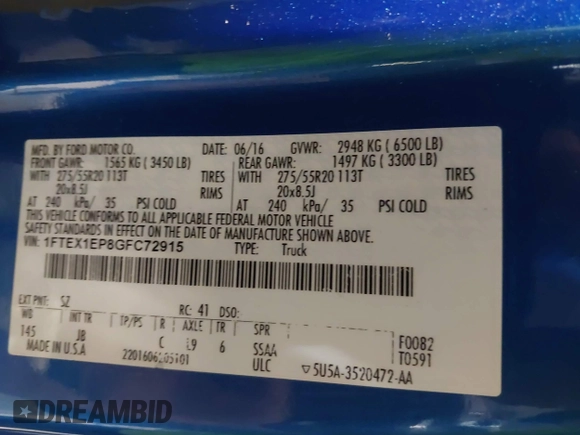 MFD. BY FORD MOTOR CO. DATE: 06/16 GVWR: 2948 KG ( 6500 LB)
FRONT GAWR: 1565 KG ( 3450 LB) REAR GAWR: 1497 KG ( 3300 LB)
WITH 275/55R20 113T TIRES WITH 275/55R20 113T TIRES
20x8.5J RIMS 20x8.5J RIMS
AT 240 kPa/ 35 PSI COLD AT 240 kPa/ 35 PSI COLD
THIS VEHICLE CONFORMS TO ALL APPLICABLE FEDERAL MOTOR VEHICLE
SAFETY STANDARDS IN EFFECT ON THE DATE OF MANUFACTURE SHOWN ABOVE.
VIN: 1FTEX1EP8GFC72915 TYPE: Truck
EXT PNT: SZ RC: 41 DSO:
WB INT TR TP/PS R AXLE TR SPR
145 JB C L9 6 SSAA
MADE IN U.S.A ULC
F0082
T0591
▽5U5A-3520472-AA
DREAMBID